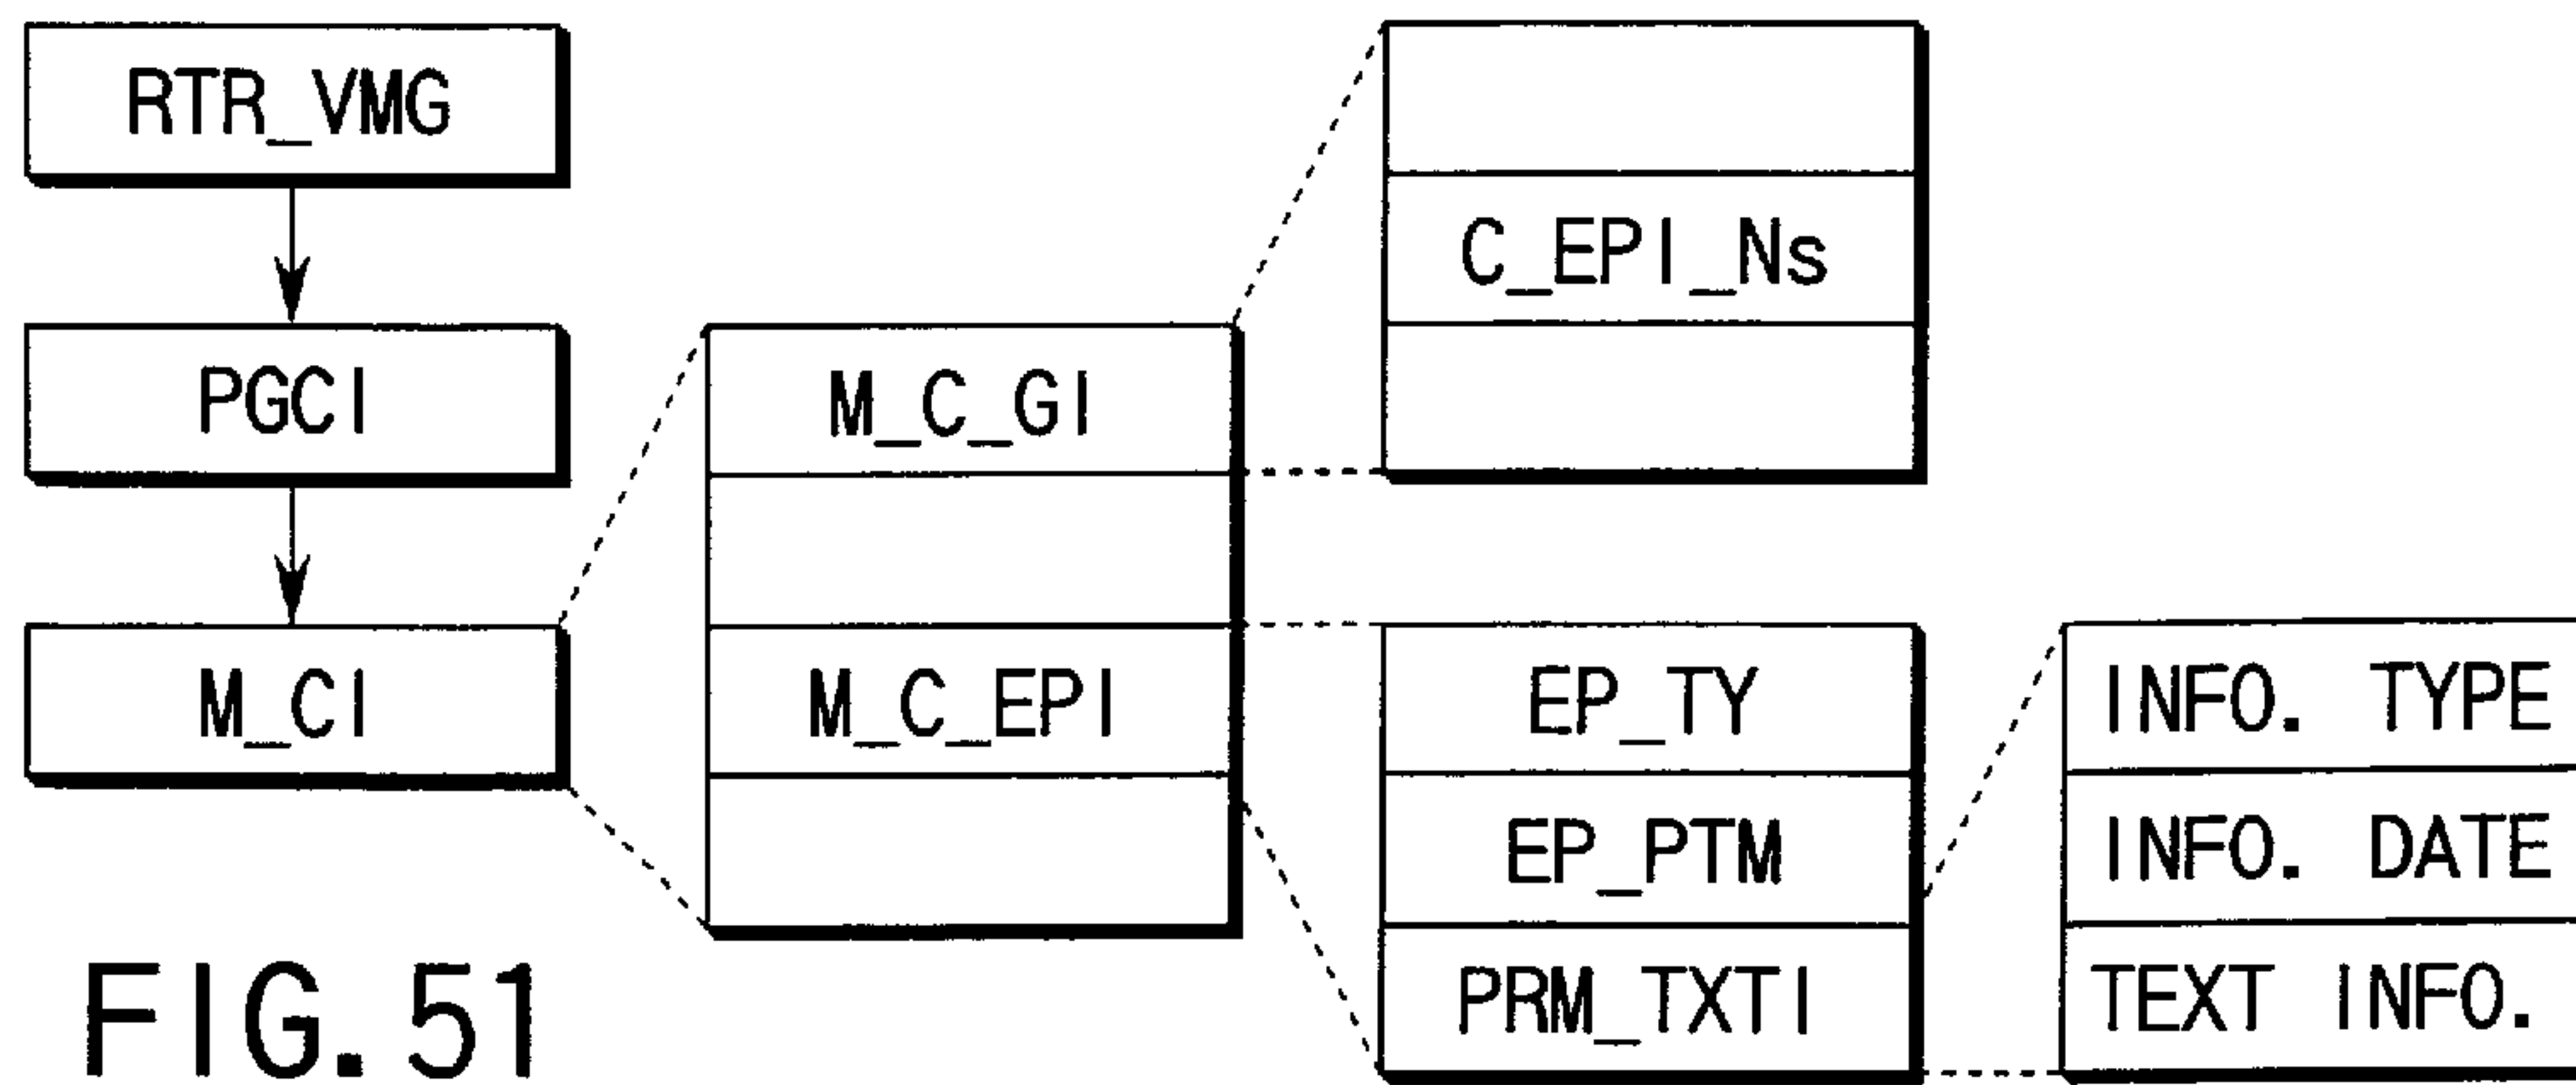 RTR_VMG
PGCI
M_CI
M_C_GI
M_C_EPI
C_EPI_Ns
EP_TY
EP_PTM
PRM_TXTI
INFO. TYPE
INFO. DATE
TEXT INFO.
FIG.51